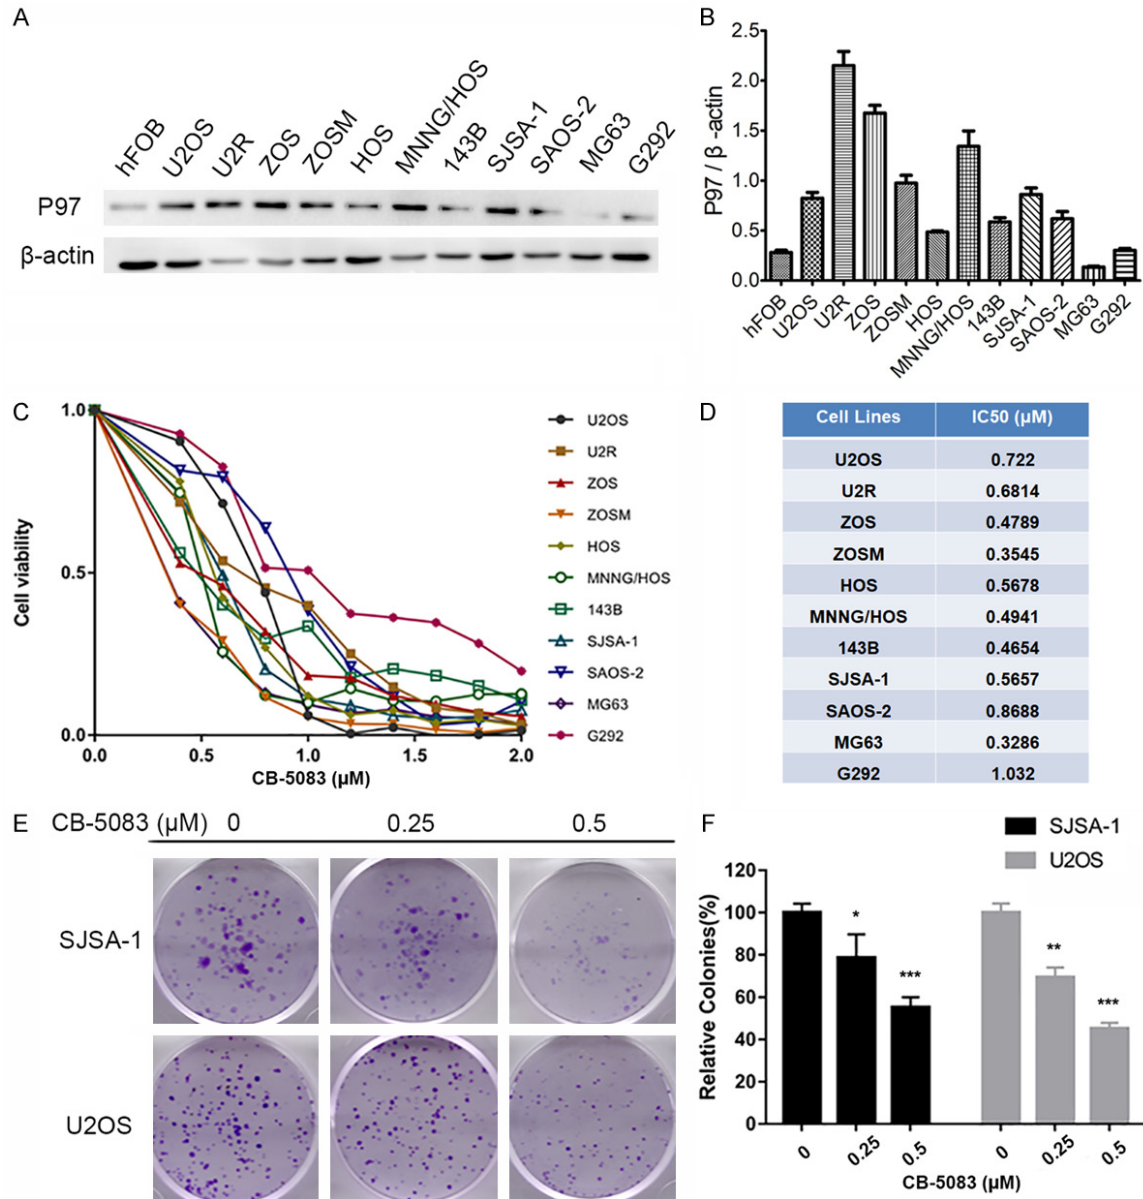 A
hFOB U2OS U2R ZOS ZOSM HOS MNNG/HOS 143B SJSA-1 SAOS-2 MG63 G292
P97
β-actin
B
P97 / β -actin
2.5
2.0
1.5
1.0
0.5
0.0
hFOB U2OS U2R ZOS ZOSM HOS MNNG/HOS 143B SJSA-1 SAOS-2 MG63 G292
C
Cell viability
1.0
0.5
0.0
0.0 0.5 1.0 1.5 2.0
CB-5083 (μM)
U2OS
U2R
ZOS
ZOSM
HOS
MNNG/HOS
143B
SJSA-1
SAOS-2
MG63
G292
D
Cell Lines IC50 (μM)
U2OS 0.722
U2R 0.6814
ZOS 0.4789
ZOSM 0.3545
HOS 0.5678
MNNG/HOS 0.4941
143B 0.4654
SJSA-1 0.5657
SAOS-2 0.8688
MG63 0.3286
G292 1.032
E
CB-5083 (μM) 0 0.25 0.5
SJSA-1
U2OS
F
SJSA-1
U2OS
Relative Colonies(%)
120
100
80
60
40
20
0
* *** ** ***
0 0.25 0.5 0 0.25 0.5
CB-5083 (μM)